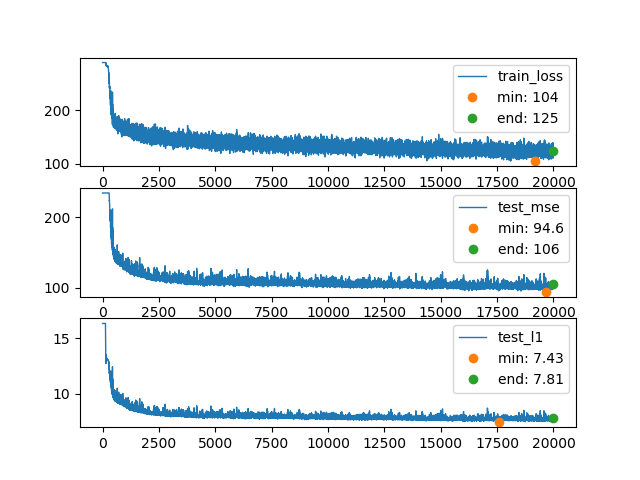 train_loss
min: 104
end: 125
200
100
0 2500 5000 7500 10000 12500 15000 17500 20000
test_mse
min: 94.6
end: 106
200
100
0 2500 5000 7500 10000 12500 15000 17500 20000
test_l1
min: 7.43
end: 7.81
15
10
0 2500 5000 7500 10000 12500 15000 17500 20000